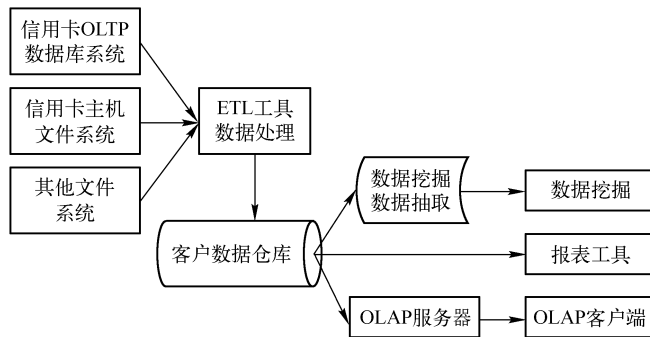 信用卡OLTP
数据库系统
信用卡主机
文件系统
其他文件
系统
ETL工具
数据处理
客户数据仓库
数据挖掘
数据抽取
数据挖掘
报表工具
OLAP服务器
OLAP客户端